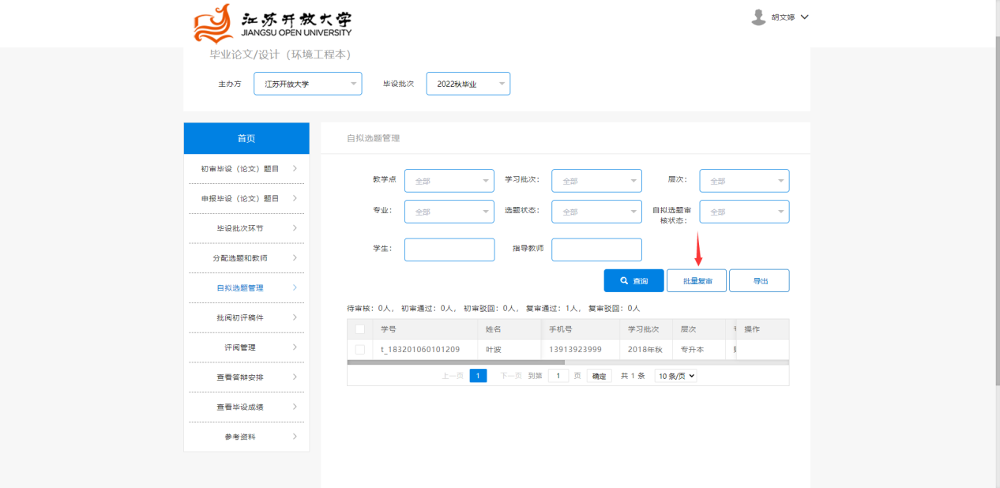 江苏开放大学
JIANGSU OPEN UNIVERSITY
胡文婷
毕业论文/设计（环境工程本）
主办方 江苏开放大学 毕设批次 2022秋毕业
首页
初审毕设（论文）题目
申报毕设（论文）题目
毕设批次环节
分配选题和教师
自拟选题管理
批阅初评稿件
评阅管理
查看答辩安排
查看毕设成绩
参考资料
自拟选题管理
教学点 全部 学习批次： 全部 层次： 全部
专业： 全部 选题状态： 全部 自拟选题审核状态： 全部
学生： 指导教师
查询 批量复审 导出
待审核：0人， 初审通过：0人， 初审驳回：0人， 复审通过：1人， 复审驳回：0人
学号 姓名 手机号 学习批次 层次 操作
t_183201060101209 叶波 13913923999 2018年秋 专升本
上一页 1 下一页 到第 1 页 确定 共 1 条 10 条/页